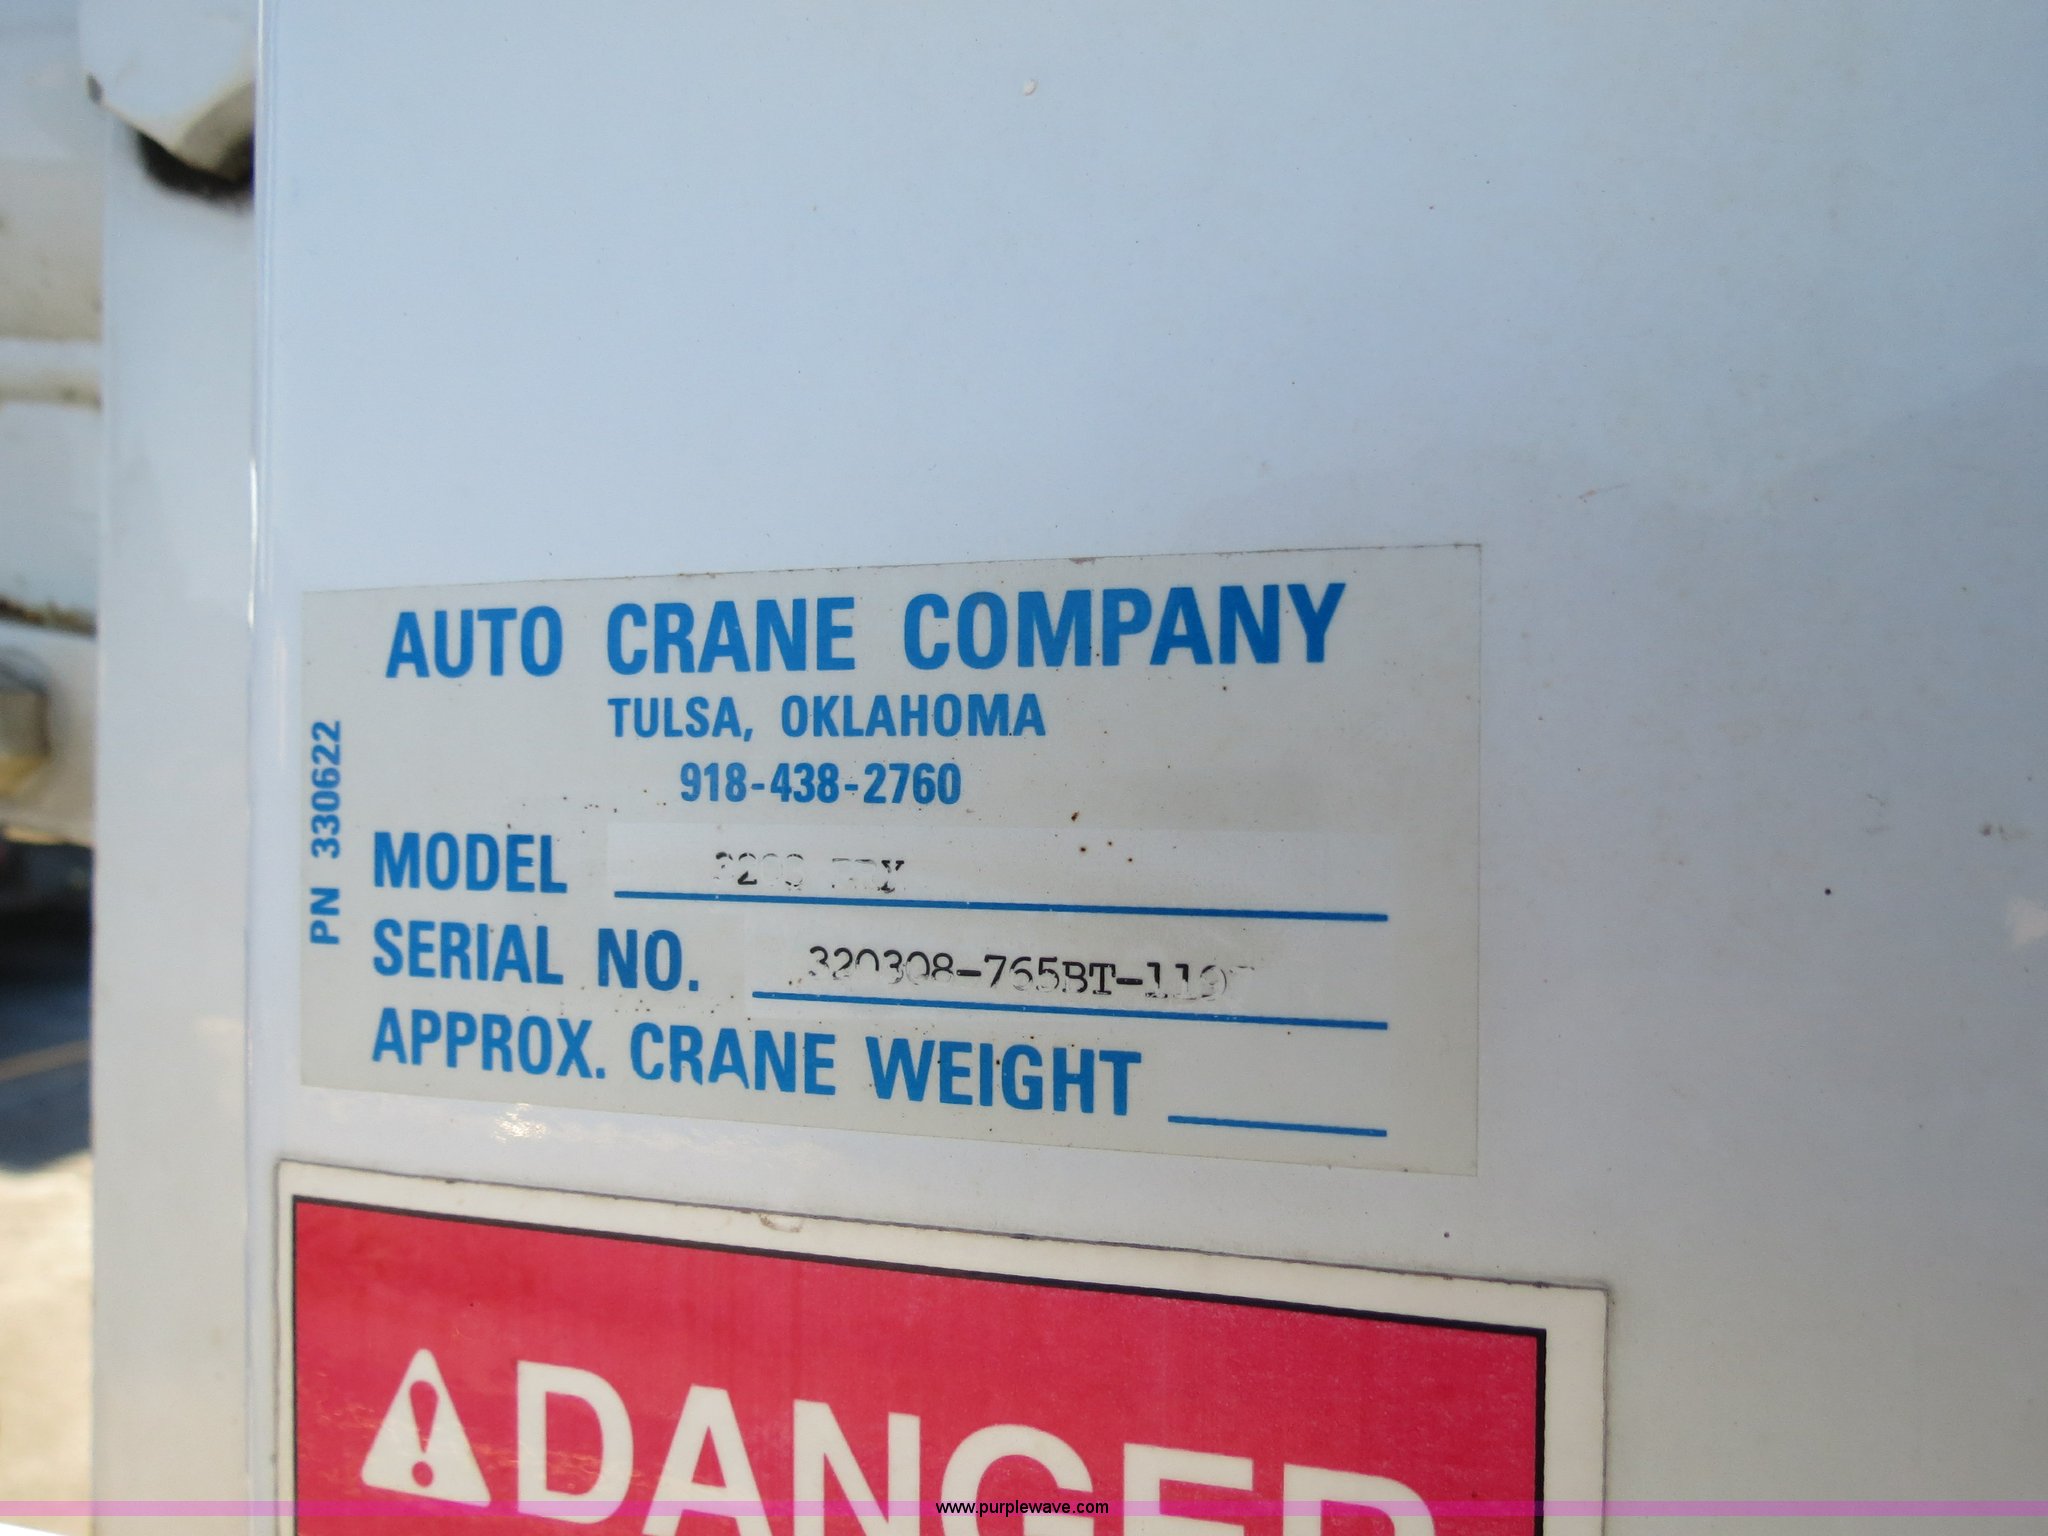 AUTO CRANE COMPANY
TULSA, OKLAHOMA
918-438-2760
PN 330622
MODEL
SERIAL NO.
APPROX. CRANE WEIGHT
DANGER
www.purplewave.com